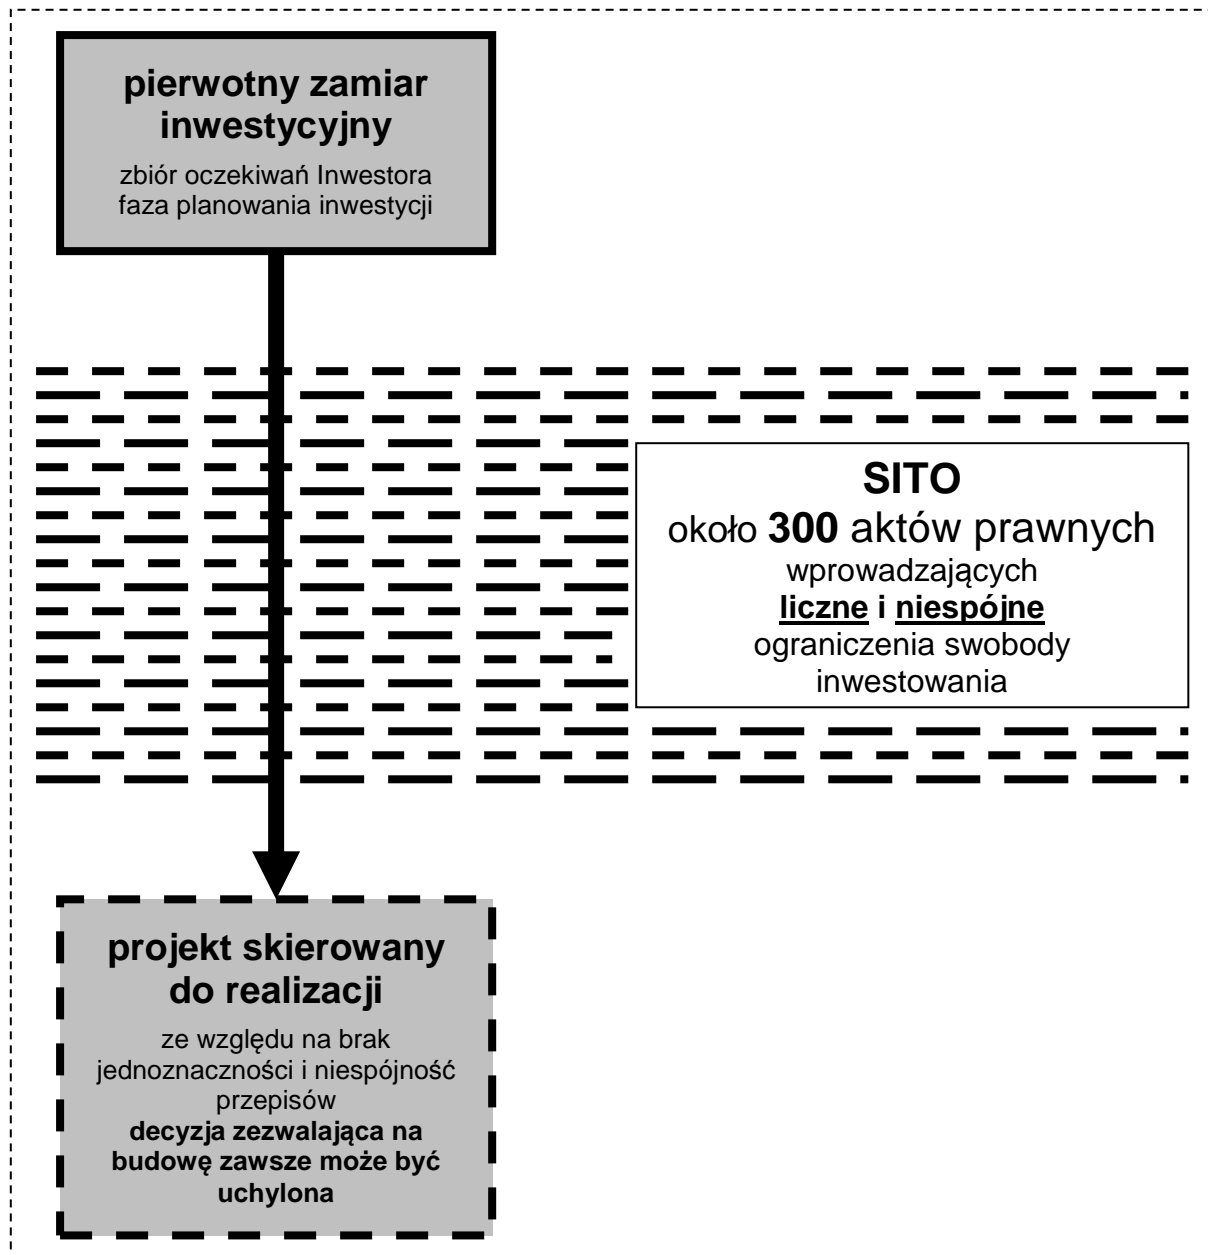 pierwotny zamiar
inwestycyjny
zbiór oczekiwań Inwestora
faza planowania inwestycji
SITO
około 300 aktów prawnych
wprowadzających
liczne i niespójne
ograniczenia swobody
inwestowania
projekt skierowany
do realizacji
ze względu na brak
jednoznaczności i niespójność
przepisów
decyzja zezwalająca na
budowę zawsze może być
uchylona